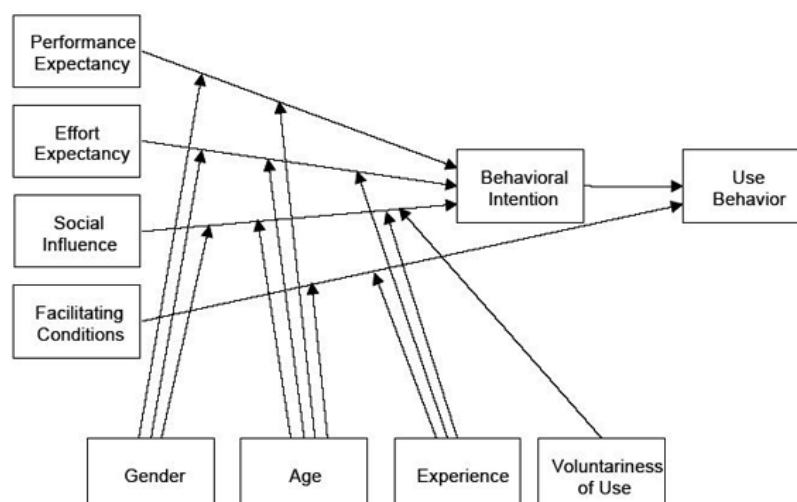 Performance
Expectancy
Effort
Expectancy
Social
Influence
Facilitating
Conditions
Behavioral
Intention
Use
Behavior
Gender
Age
Experience
Voluntariness
of Use